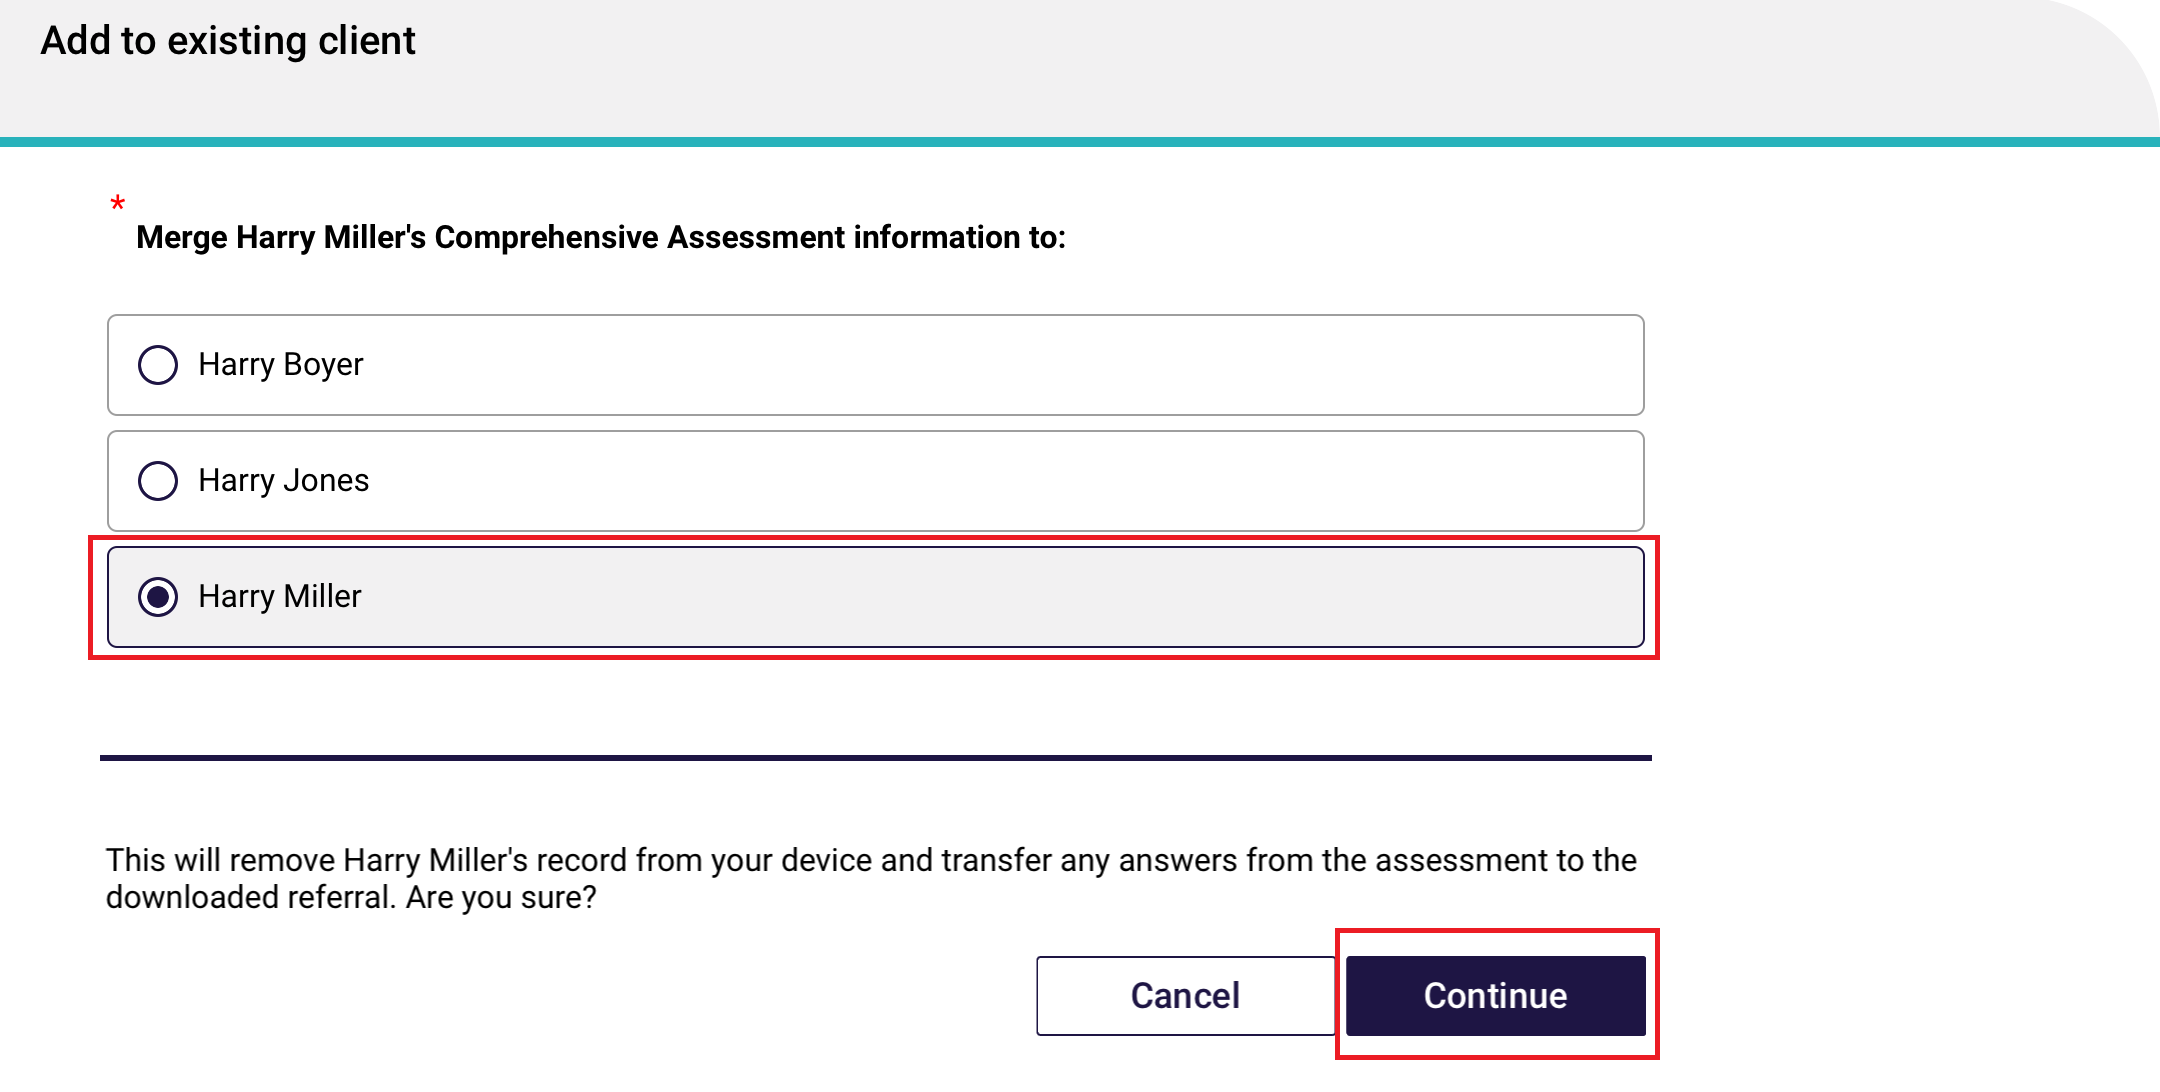 Add to existing client
*
Merge Harry Miller's Comprehensive Assessment information to:
Harry Boyer
Harry Jones
Harry Miller
This will remove Harry Miller's record from your device and transfer any answers from the assessment to the
downloaded referral. Are you sure?
Cancel
Continue